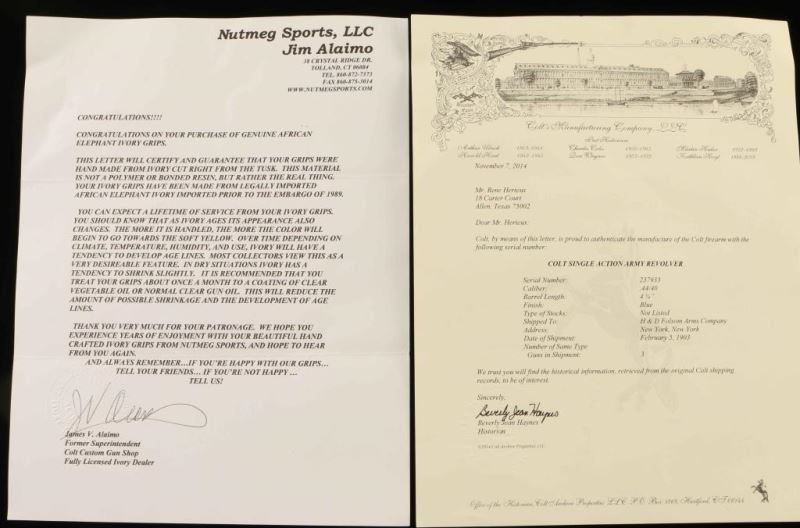 Nutmeg Sports, LLC
Jim Alaimo
38 CRYSTAL RIDGE DR.
TOLLAND, CT 06084
TEL. 860-872-7373
FAX 860-875-3014
WWW.NUTMEGSPORTS.COM
CONGRATULATIONS!!!!
CONGRATULATIONS ON YOUR PURCHASE OF GENUINE AFRICAN
ELEPHANT IVORY GRIPS.
THIS LETTER WILL CERTIFY AND GUARANTEE THAT YOUR GRIPS WERE
HAND MADE FROM IVORY CUT RIGHT FROM THE TUSK. THIS MATERIAL
IS NOT A POLYMER OR BONDED RESIN, BUT RATHER THE REAL THING.
YOUR IVORY GRIPS HAVE BEEN MADE FROM LEGALLY IMPORTED
AFRICAN ELEPHANT IVORY IMPORTED PRIOR TO THE EMBARGO OF 1989.
YOU CAN EXPECT A LIFETIME OF SERVICE FROM YOUR IVORY GRIPS.
YOU SHOULD KNOW THAT AS IVORY AGES ITS APPEARANCE ALSO
CHANGES. THE MORE IT IS HANDLED, THE MORE THE COLOR WILL
BEGIN TO GO TOWARDS THE SOFT YELLOW. OVER TIME DEPENDING ON
CLIMATE, TEMPERATURE, HUMIDITY, AND USE, IVORY WILL HAVE A
TENDENCY TO DEVELOP AGE LINES. MOST COLLECTORS VIEW THIS AS A
VERY DESIREABLE FEATURE. IN DRY SITUATIONS IVORY HAS A
TENDENCY TO SHRINK SLIGHTLY. IT IS RECOMMENDED THAT YOU
TREAT YOUR GRIPS ABOUT ONCE A MONTH TO A COATING OF CLEAR
VEGETABLE OIL OR NORMAL CLEAR GUN OIL. THIS WILL REDUCE THE
AMOUNT OF POSSIBLE SHRINKAGE AND THE DEVELOPMENT OF AGE
LINES.
THANK YOU VERY MUCH FOR YOUR PATRONAGE. WE HOPE YOU
EXPERIENCE YEARS OF ENJOYMENT WITH YOUR BEAUTIFUL HAND
CRAFTED IVORY GRIPS FROM NUTMEG SPORTS, AND HOPE TO HEAR
FROM YOU AGAIN.
AND ALWAYS REMEMBER...IF YOU'RE HAPPY WITH OUR GRIPS...
TELL YOUR FRIENDS... IF YOU'RE NOT HAPPY ...
TELL US!
James V. Alaimo
Former Superintendent
Colt Custom Gun Shop
Fully Licensed Ivory Dealer
Colt's Manufacturing Company, LLC
November 7, 2014
Mr. Rene Herieux
18 Carter Court
Allen, Texas 75002
Dear Mr. Herieux:
Colt, by means of this letter, is proud to authenticate the manufacture of the Colt firearm with the
following serial number:
COLT SINGLE ACTION ARMY REVOLVER
Serial Number: 237933
Caliber: .44/40
Barrel Length: 4 ¾"
Finish: Blue
Type of Stocks: Not Listed
Shipped To: H & D Folsom Arms Company
Address: New York, New York
Date of Shipment: February 5, 1903
Number of Same Type
Guns in Shipment: 3
We trust you will find the historical information, retrieved from the original Colt shipping
records, to be of interest.
Sincerely,
Beverly Jean Haynes
Beverly Jean Haynes
Historian
Office of the Historian, Colt Archive Properties LLC P.O. Box 1868, Hartford, CT 06144